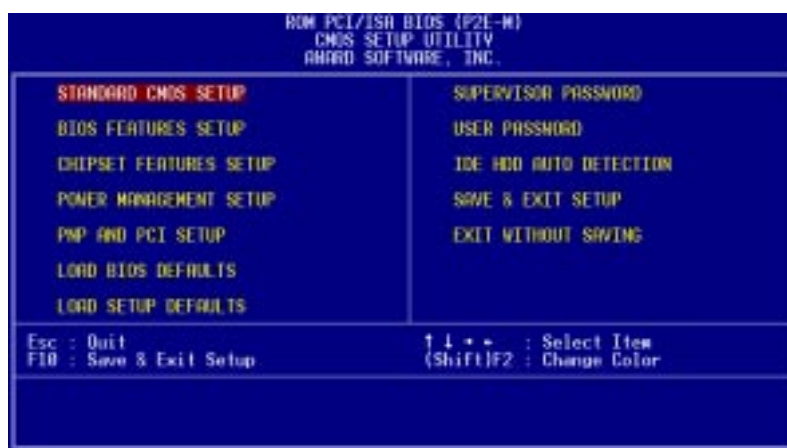 ROM PCI/ISA BIOS (P2E-M)
CMOS SETUP UTILITY
AWARD SOFTWARE, INC.
STANDARD CMOS SETUP
BIOS FEATURES SETUP
CHIPSET FEATURES SETUP
POWER MANAGEMENT SETUP
PNP AND PCI SETUP
LOAD BIOS DEFAULTS
LOAD SETUP DEFAULTS
SUPERVISOR PASSWORD
USER PASSWORD
IDE HDD AUTO DETECTION
SAVE & EXIT SETUP
EXIT WITHOUT SAVING
Esc : Quit
F10 : Save & Exit Setup
↑ ↓ → ← : Select Item
(Shift)F2 : Change Color